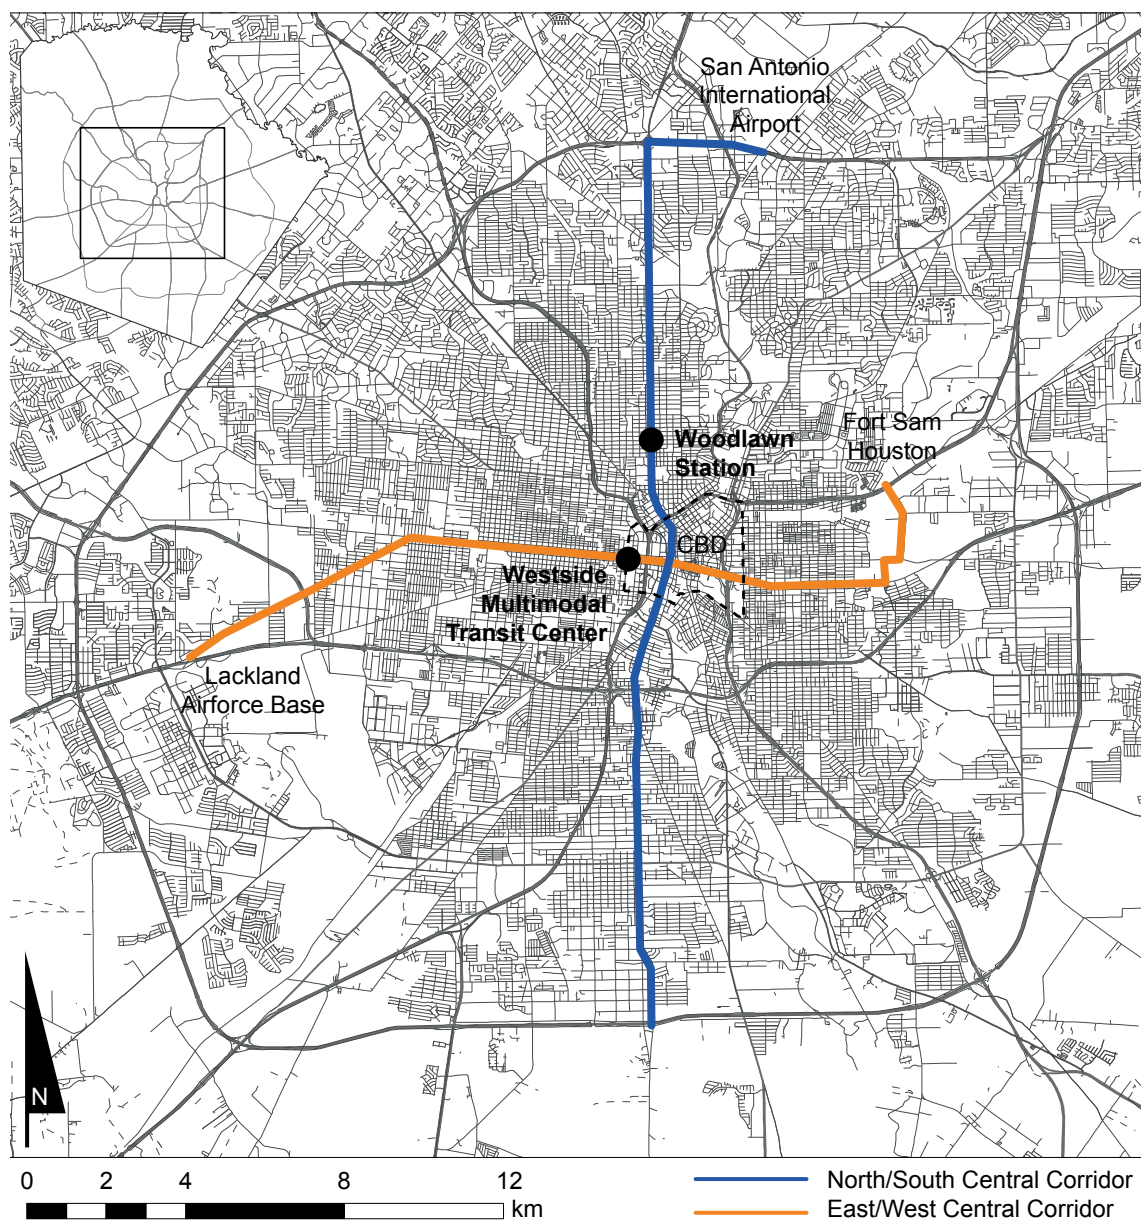 San Antonio
International
Airport
Fort Sam
Houston
Woodlawn
Station
CBD
Westside
Multimodal
Transit Center
Lackland
Airforce Base
N
0 2 4 8 12
km
North/South Central Corridor
East/West Central Corridor